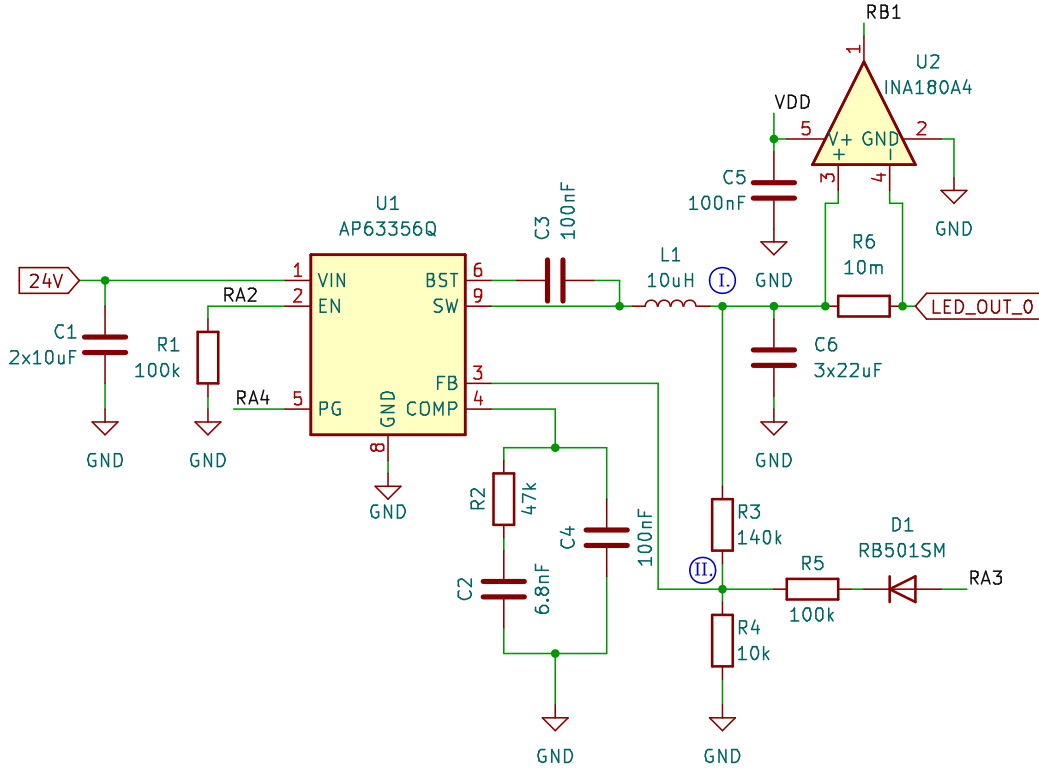 RB1
1
U2
INA180A4
VDD
5
V+
GND
2
+
-
3
4
C5
100nF
GND
GND
R6
10m
LED_OUT_0
U1
AP63356Q
C3
100nF
L1
10uH
I.
24V
1
VIN
BST
6
RA2
2
EN
SW
9
C1
2x10uF
R1
100k
C6
3x22uF
FB
3
RA4
5
PG
GND
COMP
4
8
GND
GND
GND
GND
R2
47k
C4
100nF
R3
140k
D1
RB501SM
II.
R5
100k
RA3
C2
6.8nF
R4
10k
GND
GND